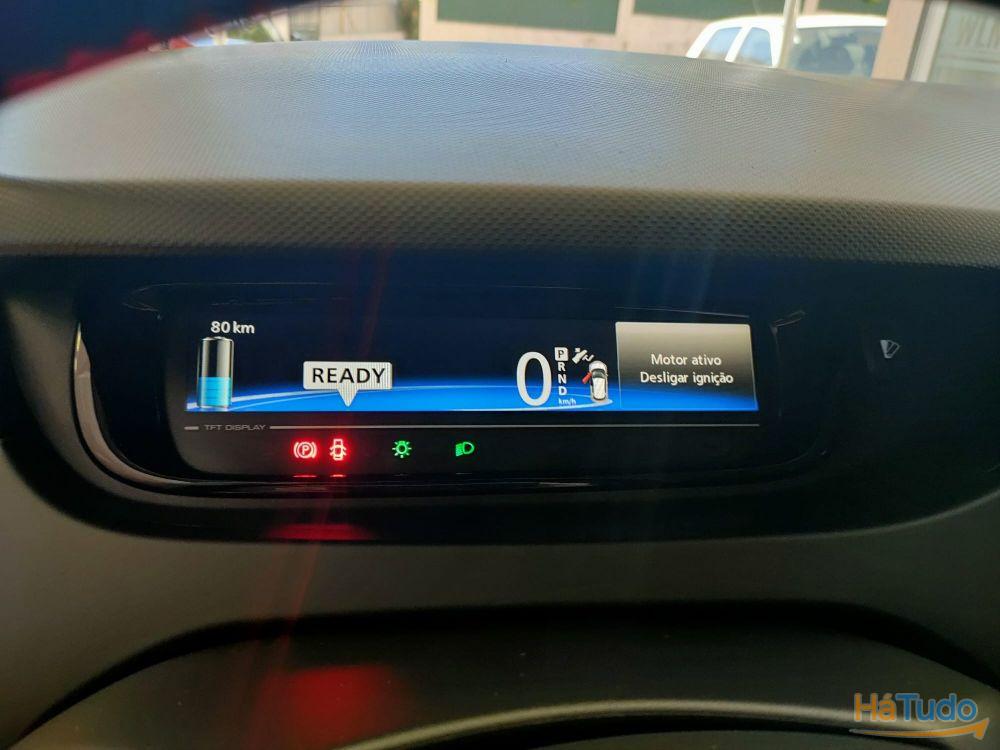 80 km
READY
0
P
R
N
D
km/h
Motor ativo
Desligar ignição
TFT DISPLAY
HáTudo